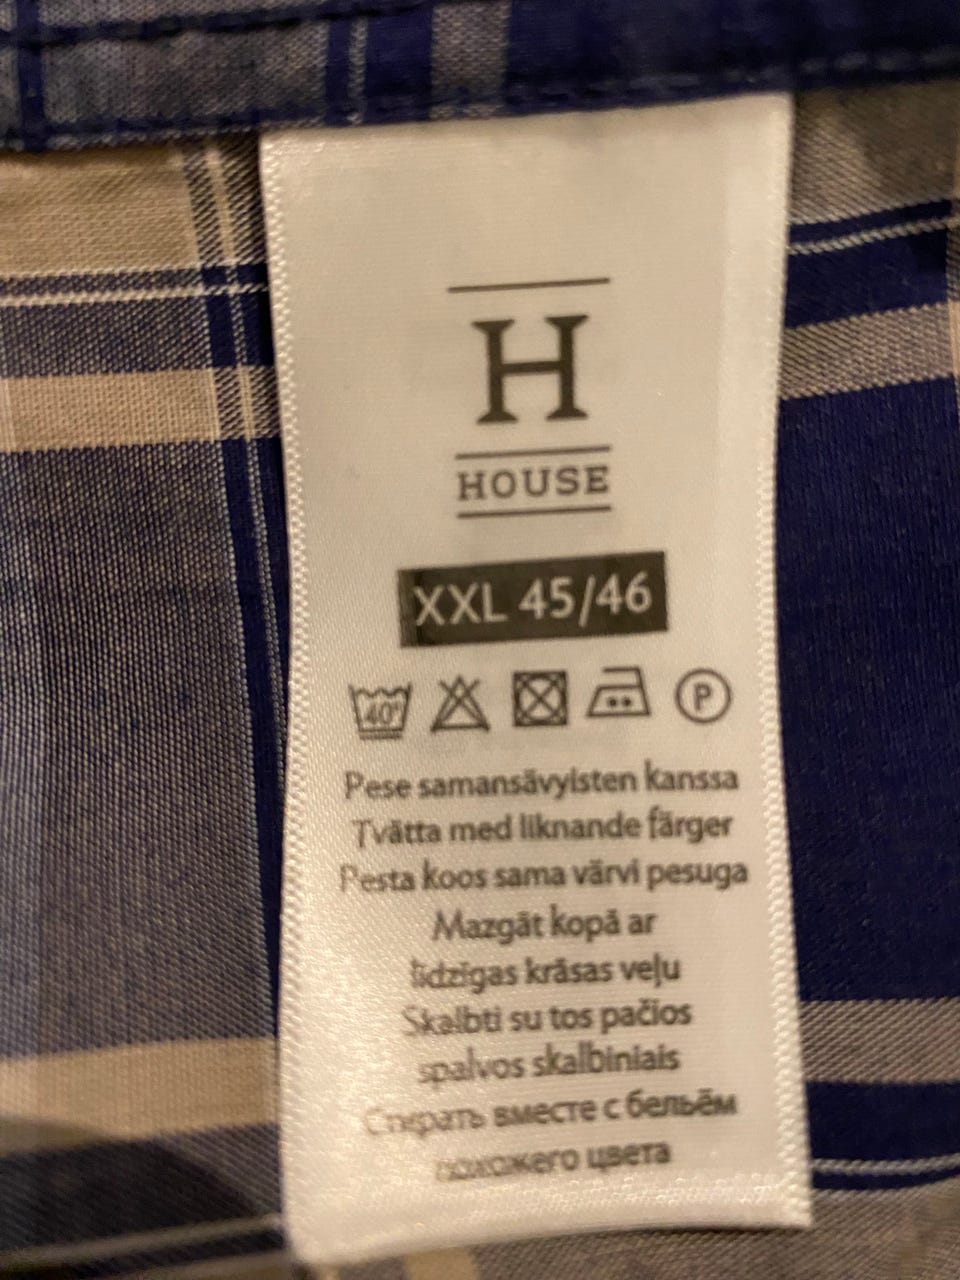 H
HOUSE
XXL 45/46
40° P
Pese samansävyisten kanssa
Tvätta med liknande färger
Pesta koos sama värvi pesuga
Mazgāt kopā ar
līdzīgas krāsas veļu
Skalbti su tos pačios
spalvos skalbiniais
Стирать вместе с бельём
похожего цвета